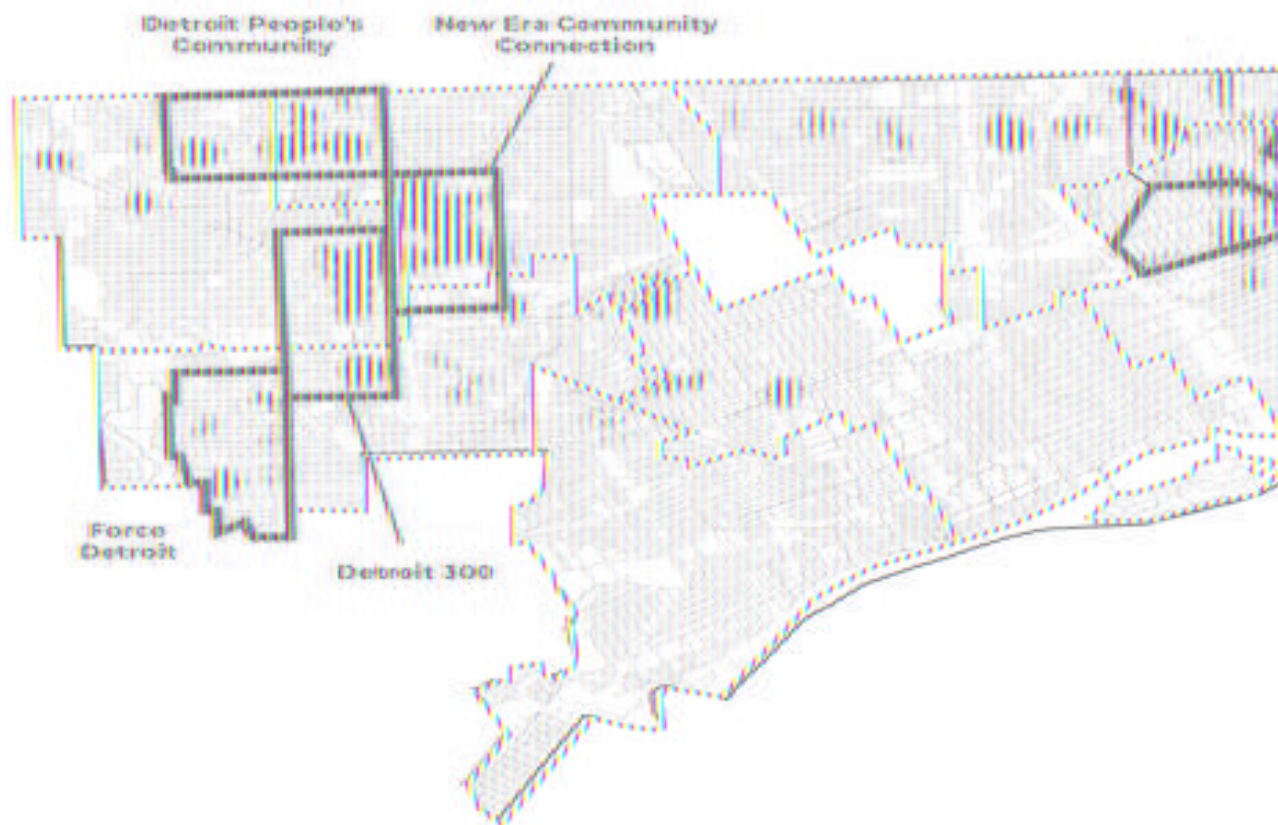 Detroit People's
Community
New Era Community
Connection
Force
Detroit
Detroit 300